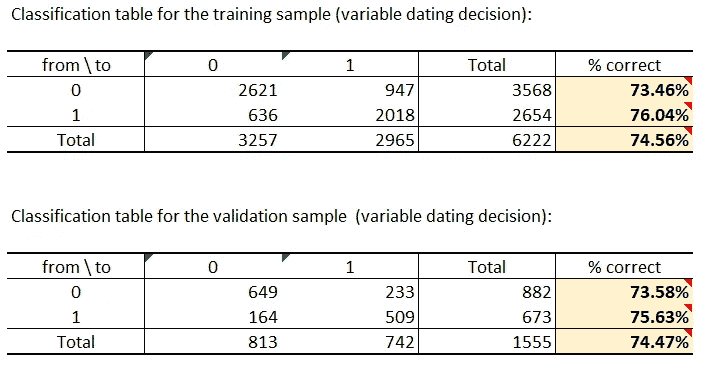 Classification table for the training sample (variable dating decision):
from \ to 0 1 Total % correct
0 2621 947 3568 73.46%
1 636 2018 2654 76.04%
Total 3257 2965 6222 74.56%
Classification table for the validation sample (variable dating decision):
from \ to 0 1 Total % correct
0 649 233 882 73.58%
1 164 509 673 75.63%
Total 813 742 1555 74.47%